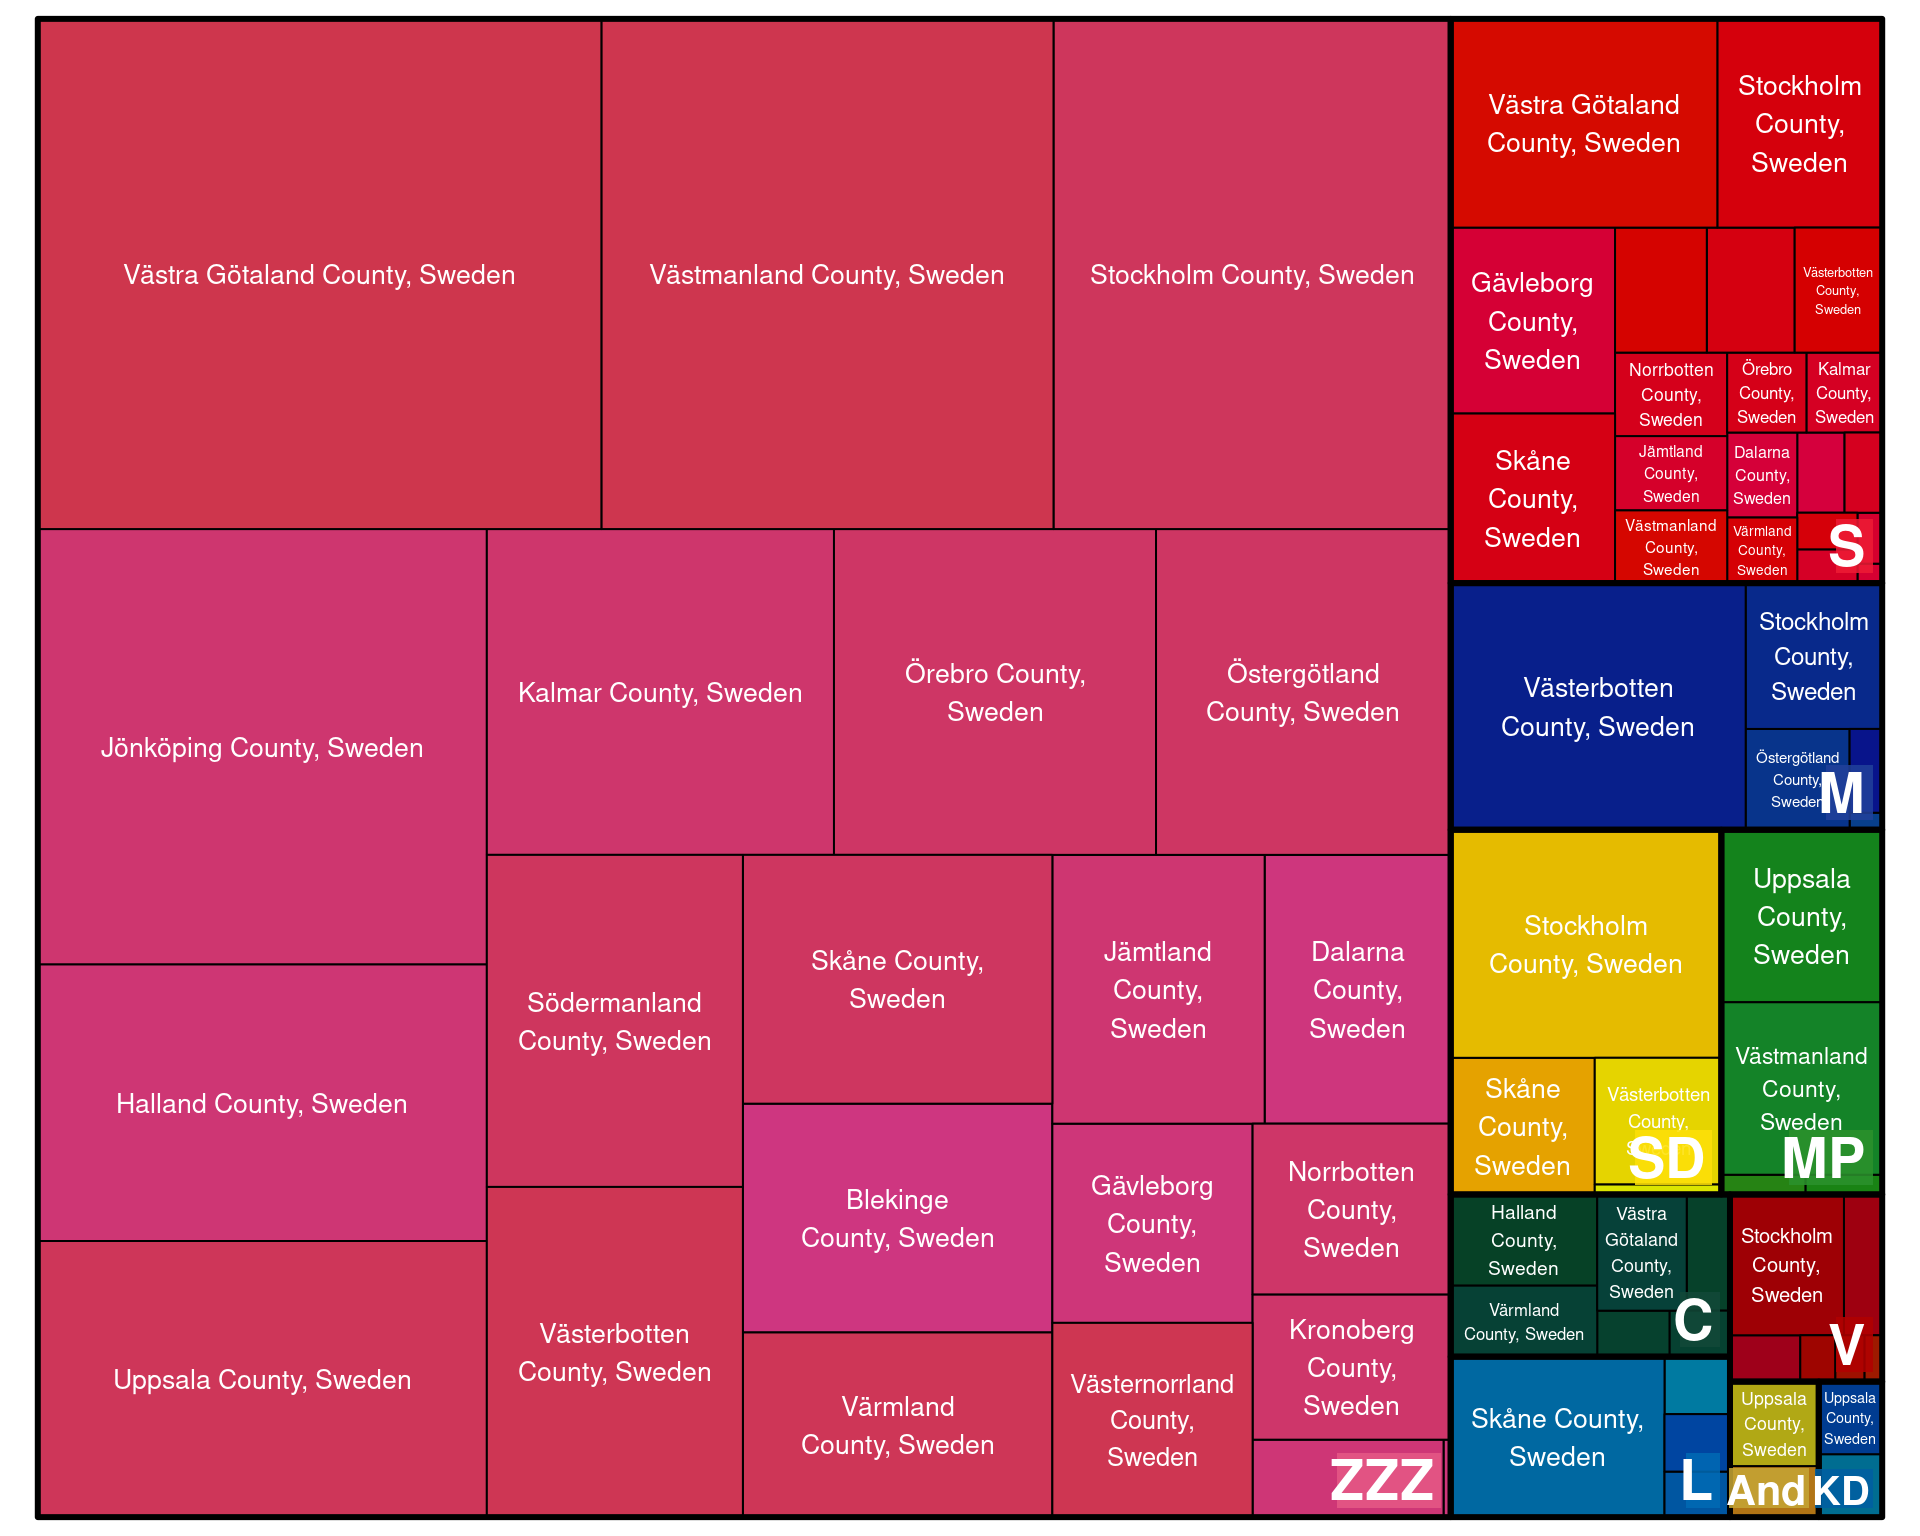 Västra Götaland County, Sweden
Västmanland County, Sweden
Stockholm County, Sweden
Jönköping County, Sweden
Kalmar County, Sweden
Örebro County,
Sweden
Östergötland
County, Sweden
Halland County, Sweden
Uppsala County, Sweden
Södermanland
County, Sweden
Västerbotten
County, Sweden
Skåne County,
Sweden
Blekinge
County, Sweden
Värmland
County, Sweden
Jämtland
County,
Sweden
Dalarna
County,
Sweden
Gävleborg
County,
Sweden
Norrbotten
County,
Sweden
Västernorrland
County,
Sweden
Kronoberg
County,
Sweden
ZZZ
Västra Götaland
County, Sweden
Stockholm
County,
Sweden
Gävleborg
County,
Sweden
Västerbotten
County,
Sweden
Skåne
County,
Sweden
Norrbotten
County,
Sweden
Örebro
County,
Sweden
Kalmar
County,
Sweden
Jämtland
County,
Sweden
Dalarna
County,
Sweden
Västmanland
County,
Sweden
Värmland
County,
Sweden
S
Västerbotten
County, Sweden
Stockholm
County,
Sweden
Östergötland
County,
Sweden
M
Stockholm
County, Sweden
Skåne
County,
Sweden
Västerbotten
County,
SD
Uppsala
County,
Sweden
Västmanland
County,
Sweden
MP
Halland
County,
Sweden
Västra
Götaland
County,
Sweden
Värmland
County, Sweden
C
Stockholm
County,
Sweden
V
Skåne County,
Sweden
L
Uppsala
County,
Sweden
And
Uppsala
County,
Sweden
KD